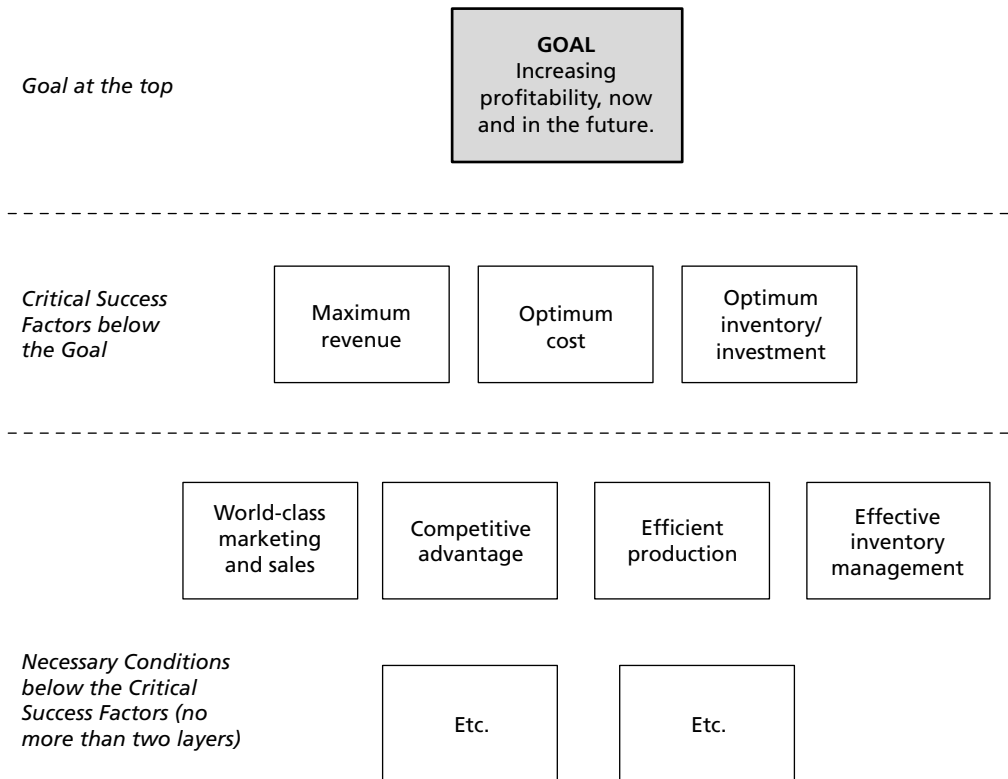 Goal at the top
GOAL
Increasing
profitability, now
and in the future.
Critical Success
Factors below
the Goal
Maximum
revenue
Optimum
cost
Optimum
inventory/
investment
World-class
marketing
and sales
Competitive
advantage
Efficient
production
Effective
inventory
management
Necessary Conditions
below the Critical
Success Factors (no
more than two layers)
Etc.
Etc.